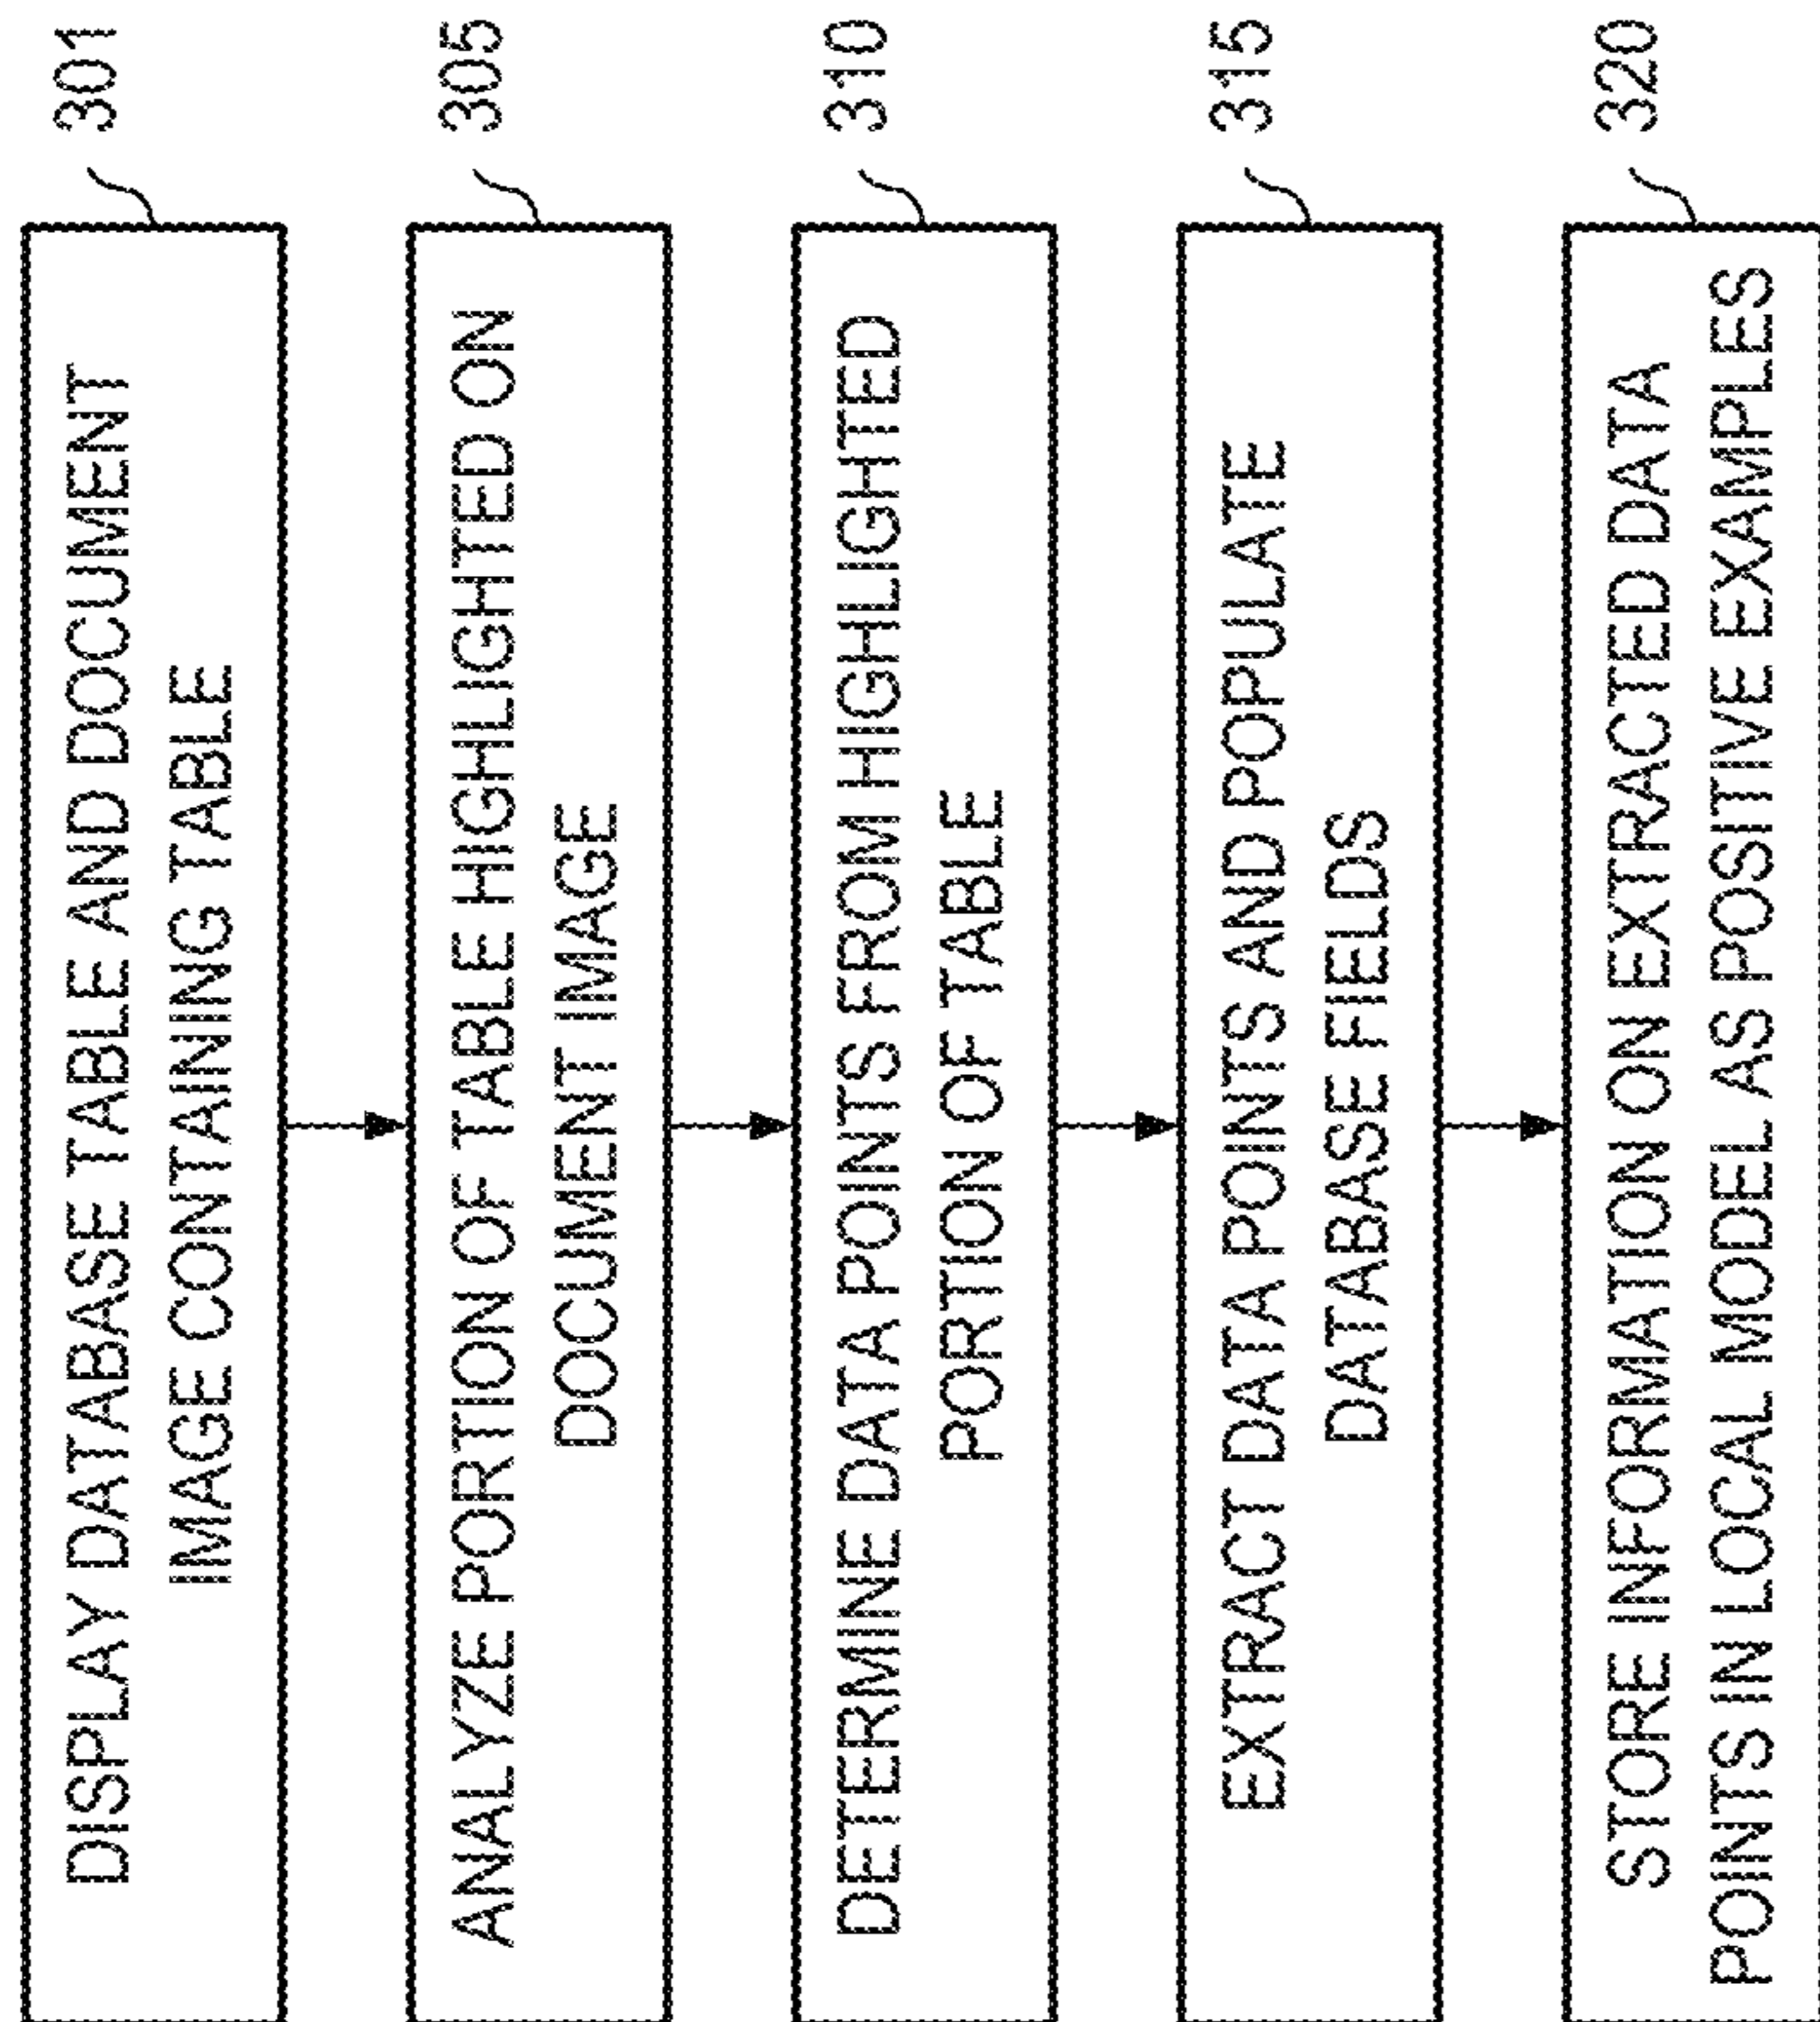 DISPLAY DATABASE TABLE AND DOCUMENT
IMAGE CONTAINING TABLE
301
ANALYZE PORTION OF TABLE HIGHLIGHTED ON
DOCUMENT IMAGE
305
DETERMINE DATA POINTS FROM HIGHLIGHTED
PORTION OF TABLE
310
EXTRACT DATA POINTS AND POPULATE
DATABASE FIELDS
315
STORE INFORMATION ON EXTRACTED DATA
POINTS IN LOCAL MODEL AS POSITIVE EXAMPLES
320